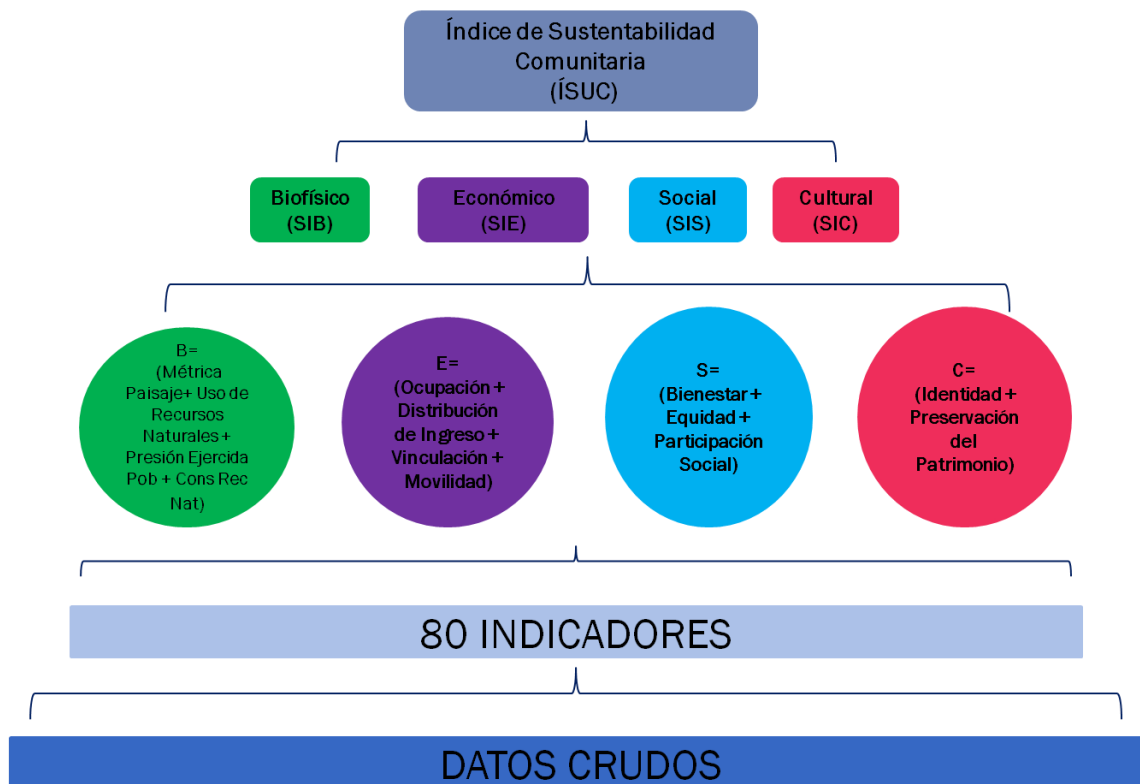 Índice de Sustentabilidad
Comunitaria
(ÍSUC)
Biofísico
(SIB)
Económico
(SIE)
Social
(SIS)
Cultural
(SIC)
B=
(Métrica
Paisaje+ Uso de
Recursos
Naturales +
Presión Ejercida
Pob + Cons Rec
Nat)
E=
(Ocupación +
Distribución
de Ingreso +
Vinculación +
Movilidad)
S=
(Bienestar +
Equidad +
Participación
Social)
C=
(Identidad +
Preservación
del
Patrimonio)
80 INDICADORES
DATOS CRUDOS